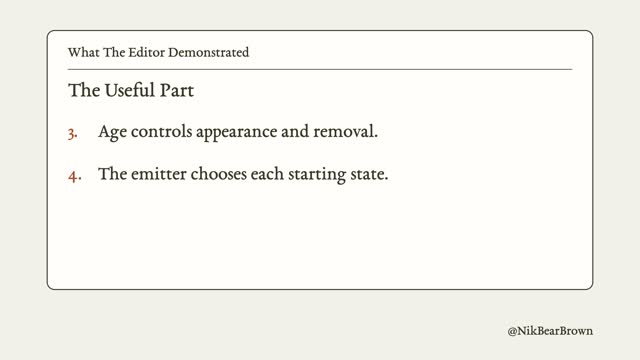 What The Editor Demonstrated
The Useful Part
3. Age controls appearance and removal.
4. The emitter chooses each starting state.
@NikBearBrown